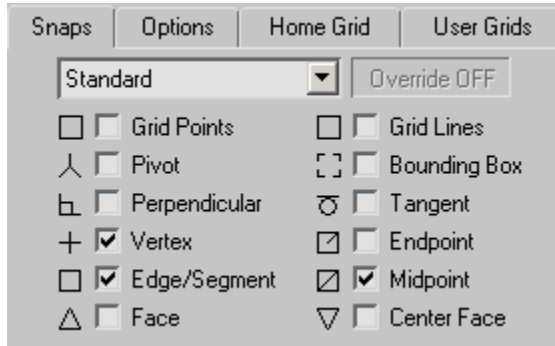 Snaps Options Home Grid User Grids
Standard Override OFF
Grid Points Grid Lines
Pivot Bounding Box
Perpendicular Tangent
Vertex Endpoint
Edge/Segment Midpoint
Face Center Face